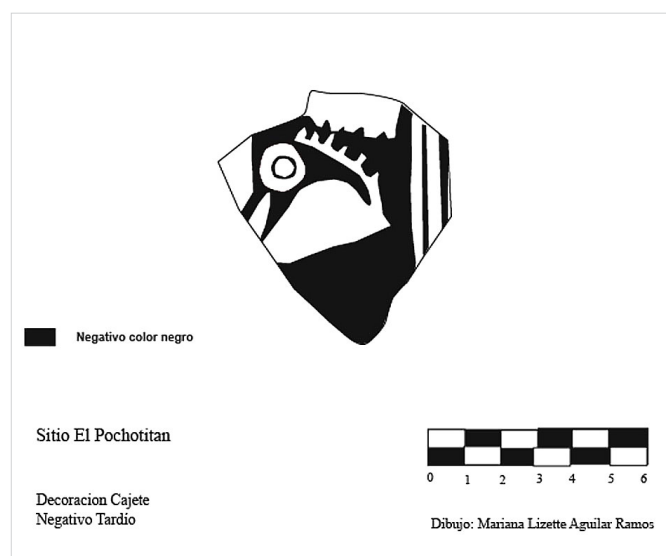 Negativo color negro
Sitio El Pochotitan
0 1 2 3 4 5 6
Decoracion Cajete
Negativo Tardío
Dibujo: Mariana Lizette Aguilar Ramos